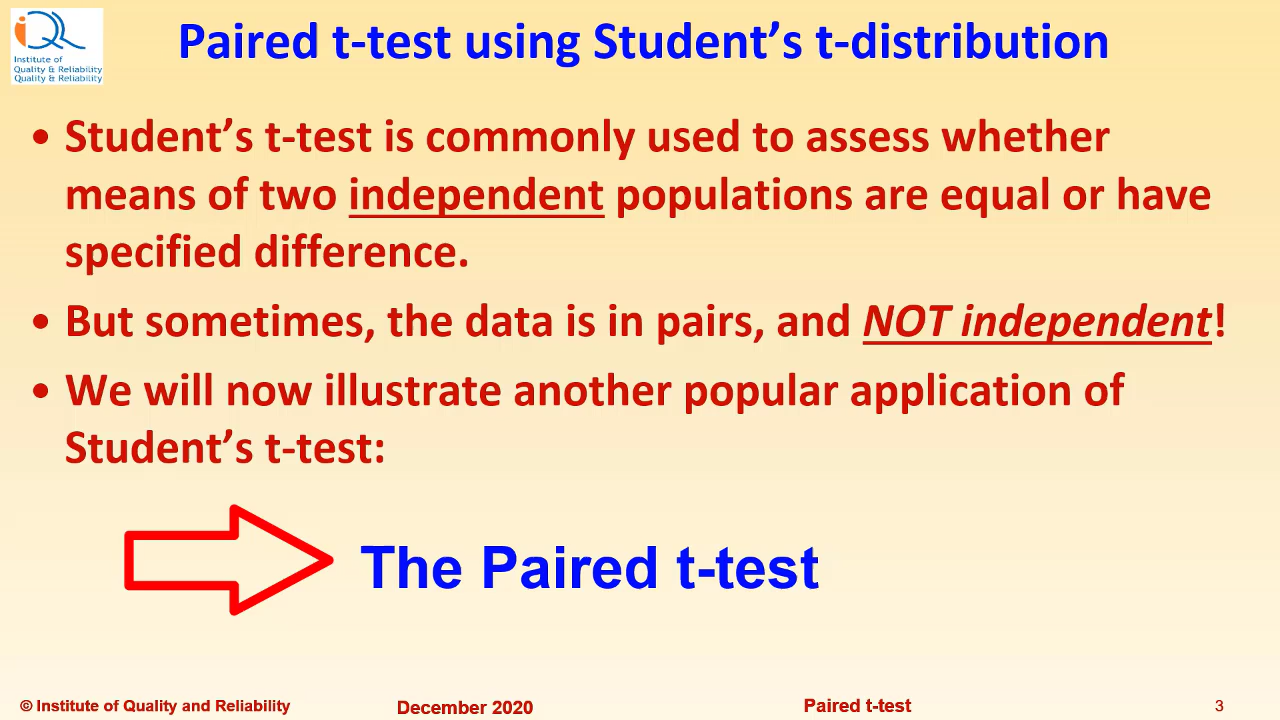 iQR
Institute of
Quality & Reliability
Quality & Reliability
Paired t-test using Student’s t-distribution
• Student’s t-test is commonly used to assess whether
means of two independent populations are equal or have
specified difference.
• But sometimes, the data is in pairs, and NOT independent!
• We will now illustrate another popular application of
Student’s t-test:
The Paired t-test
© Institute of Quality and Reliability
December 2020
Paired t-test
3